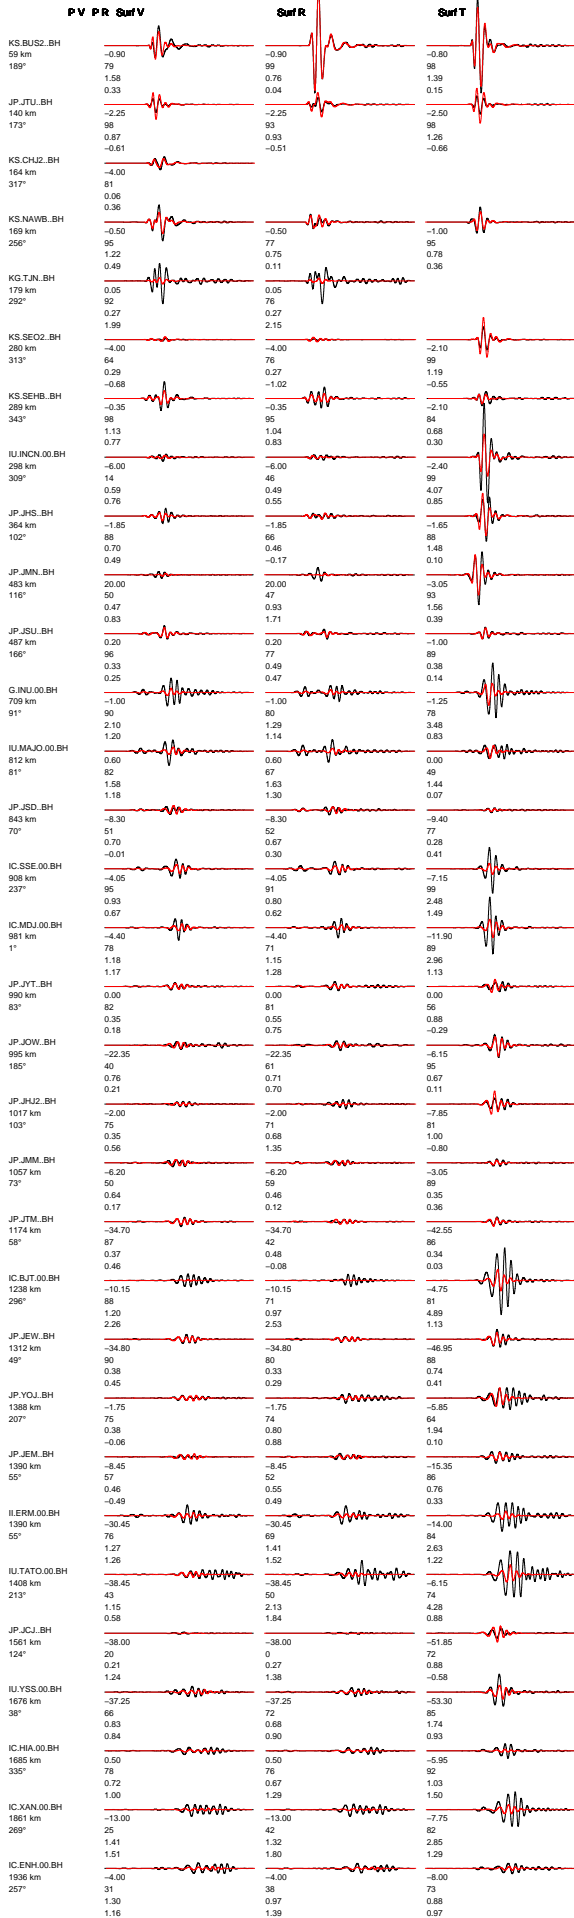 P V P R Surf V Surf R Surf T
KS.BUS2..BH
59 km −0.90 −0.90 −0.80
189° 79 99 98
1.58 0.76 1.39
0.33 0.04 0.15
JP.JTU..BH
140 km −2.25 −2.25 −2.50
173° 98 93 98
0.87 0.93 1.26
−0.61 −0.51 −0.66
KS.CHJ2..BH
164 km −4.00
317° 81
0.06
0.36
KS.NAWB..BH
169 km −0.50 −0.50 −1.00
256° 95 77 95
1.22 0.75 0.78
0.49 0.11 0.36
KG.TJN..BH
179 km 0.05 0.05
292° 92 76
0.27 0.27
1.99 2.15
KS.SEO2..BH
280 km −4.00 −4.00 −2.10
313° 64 76 99
0.29 0.27 1.19
−0.68 −1.02 −0.55
KS.SEHB..BH
289 km −0.35 −0.35 −2.10
343° 98 95 84
1.13 1.04 0.68
0.77 0.83 0.30
IU.INCN.00.BH
298 km −6.00 −6.00 −2.40
309° 14 46 99
0.59 0.49 4.07
0.76 0.55 0.85
JP.JHS..BH
364 km −1.85 −1.85 −1.65
102° 88 66 88
0.70 0.46 1.48
0.49 −0.17 0.10
JP.JMN..BH
483 km 20.00 20.00 −3.05
116° 50 47 93
0.47 0.93 1.56
0.83 1.71 0.39
JP.JSU..BH
487 km 0.20 0.20 −1.00
166° 96 77 89
0.33 0.49 0.38
0.25 0.47 0.14
G.INU.00.BH
709 km −1.00 −1.00 −1.25
91° 90 80 78
2.10 1.29 3.48
1.20 1.14 0.83
IU.MAJO.00.BH
812 km 0.60 0.60 0.00
81° 82 67 49
1.58 1.63 1.44
1.18 1.30 0.07
JP.JSD..BH
843 km −8.30 −8.30 −9.40
70° 51 52 77
0.70 0.67 0.28
−0.01 0.30 0.41
IC.SSE.00.BH
908 km −4.05 −4.05 −7.15
237° 95 91 99
0.93 0.80 2.48
0.67 0.62 1.49
IC.MDJ.00.BH
981 km −4.40 −4.40 −11.90
1° 78 71 89
1.18 1.15 2.96
1.17 1.28 1.13
JP.JYT..BH
990 km 0.00 0.00 0.00
83° 82 81 56
0.35 0.55 0.88
0.18 0.75 −0.29
JP.JOW..BH
995 km −22.35 −22.35 −6.15
185° 40 61 95
0.76 0.71 0.67
0.21 0.70 0.11
JP.JHJ2..BH
1017 km −2.00 −2.00 −7.85
103° 75 71 81
0.35 0.68 1.00
0.56 1.35 −0.80
JP.JMM..BH
1057 km −6.20 −6.20 −3.05
73° 50 59 89
0.64 0.46 0.35
0.17 0.12 0.36
JP.JTM..BH
1174 km −34.70 −34.70 −42.55
58° 87 42 86
0.37 0.48 0.34
0.46 −0.08 0.03
IC.BJT.00.BH
1238 km −10.15 −10.15 −4.75
296° 88 71 81
1.20 0.97 4.89
2.26 2.53 1.13
JP.JEW..BH
1312 km −34.80 −34.80 −46.95
49° 90 80 88
0.38 0.33 0.74
0.45 0.29 0.41
JP.YOJ..BH
1388 km −1.75 −1.75 −5.85
207° 75 74 64
0.38 0.80 1.94
−0.06 0.88 0.10
JP.JEM..BH
1390 km −8.45 −8.45 −15.35
55° 57 52 86
0.46 0.55 0.76
−0.49 0.49 0.33
II.ERM.00.BH
1390 km −30.45 −30.45 −14.00
55° 76 69 84
1.27 1.41 2.63
1.26 1.52 1.22
IU.TATO.00.BH
1408 km −38.45 −38.45 −6.15
213° 43 50 74
1.15 2.13 4.28
0.58 1.84 0.88
JP.JCJ..BH
1561 km −38.00 −38.00 −51.85
124° 20 0 72
0.21 0.27 0.88
1.24 1.38 −0.58
IU.YSS.00.BH
1676 km −37.25 −37.25 −53.30
38° 66 72 85
0.83 0.68 1.74
0.84 0.90 0.93
IC.HIA.00.BH
1685 km 0.50 0.50 −5.95
335° 78 76 92
0.72 0.67 1.03
1.00 1.29 1.50
IC.XAN.00.BH
1861 km −13.00 −13.00 −7.75
269° 25 42 82
1.41 1.32 2.85
1.51 1.80 1.29
IC.ENH.00.BH
1936 km −4.00 −4.00 −8.00
257° 31 38 73
1.30 0.97 0.88
1.16 1.39 0.97